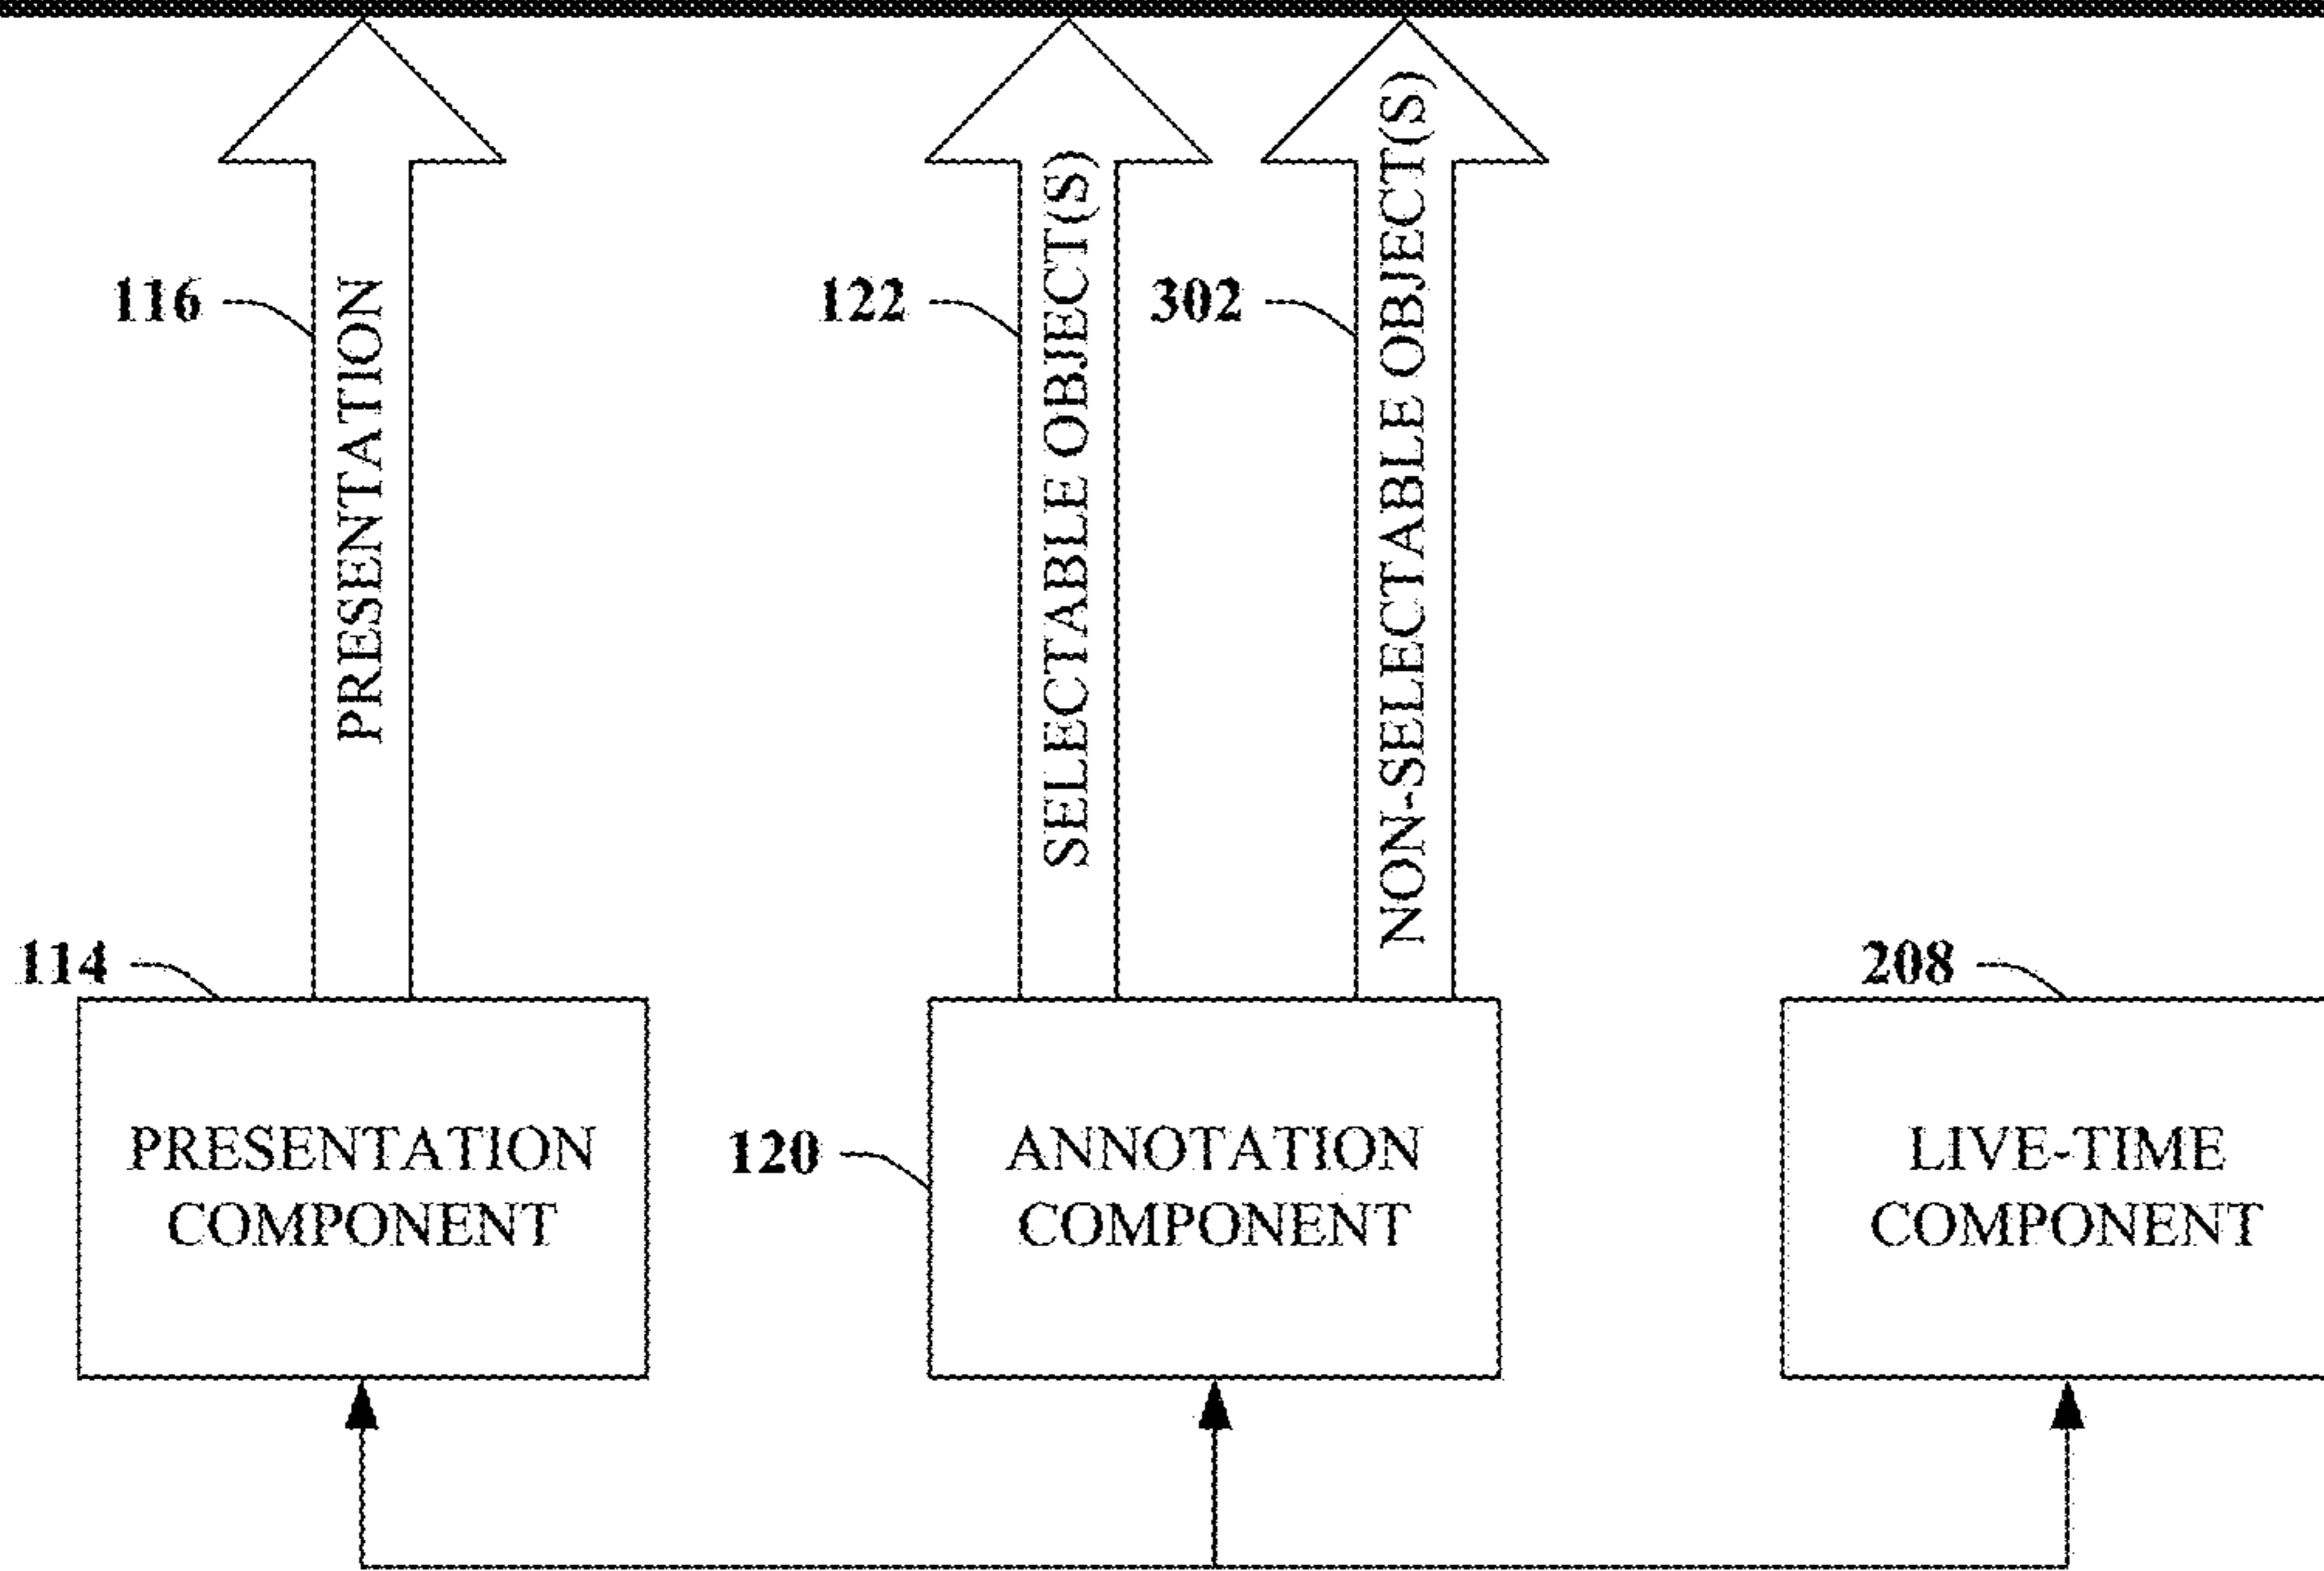 116
PRESENTATION
122
SELECTABLE OBJECT(S)
302
NON-SELECTABLE OBJECT(S)
114
PRESENTATION
COMPONENT
120
ANNOTATION
COMPONENT
208
LIVE-TIME
COMPONENT